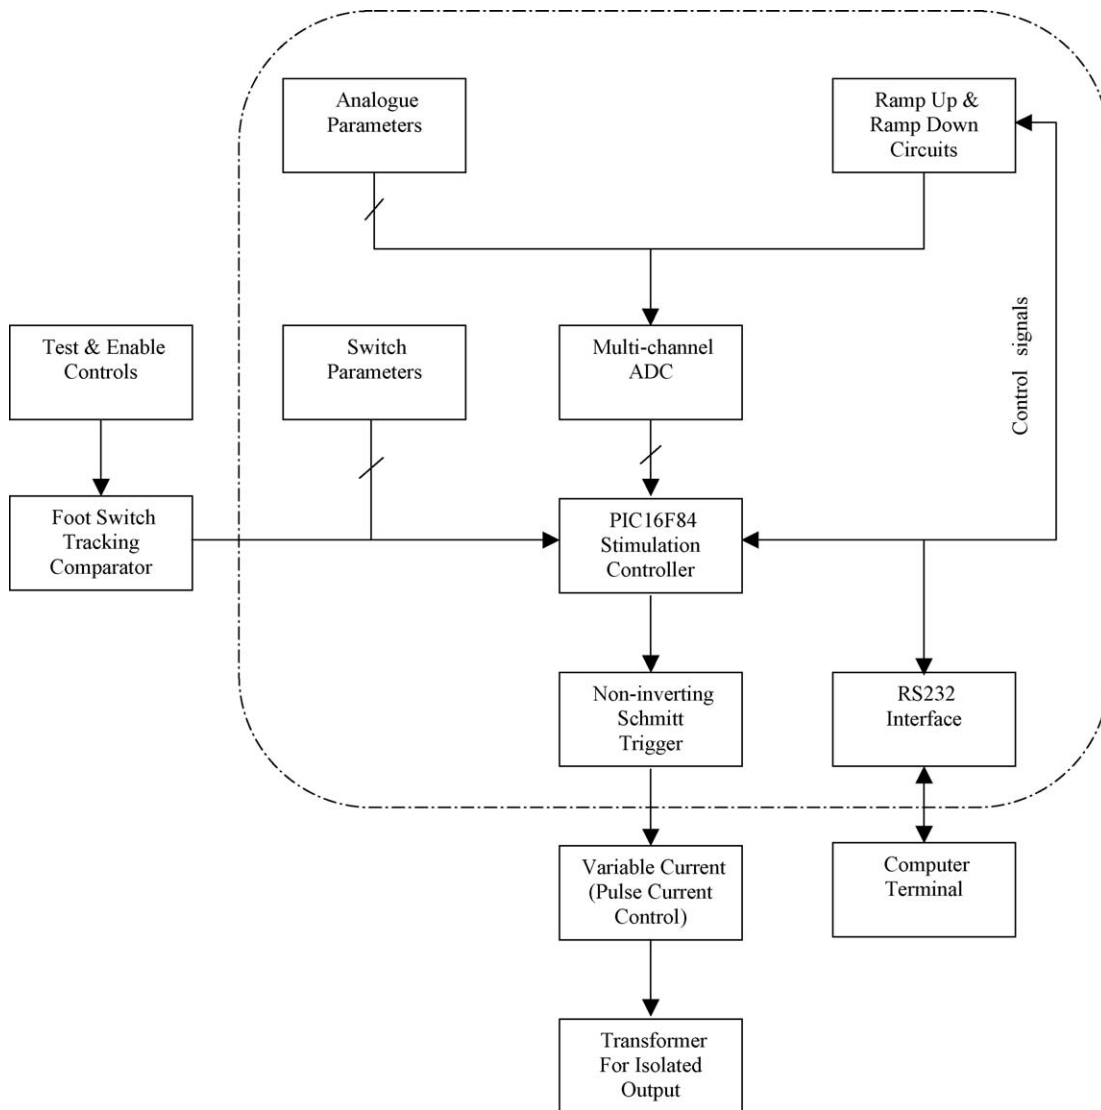 Analogue
Parameters
Ramp Up &
Ramp Down
Circuits
Control signals
Test & Enable
Controls
Switch
Parameters
Multi-channel
ADC
Foot Switch
Tracking
Comparator
PIC16F84
Stimulation
Controller
Non-inverting
Schmitt
Trigger
RS232
Interface
Variable Current
(Pulse Current
Control)
Computer
Terminal
Transformer
For Isolated
Output